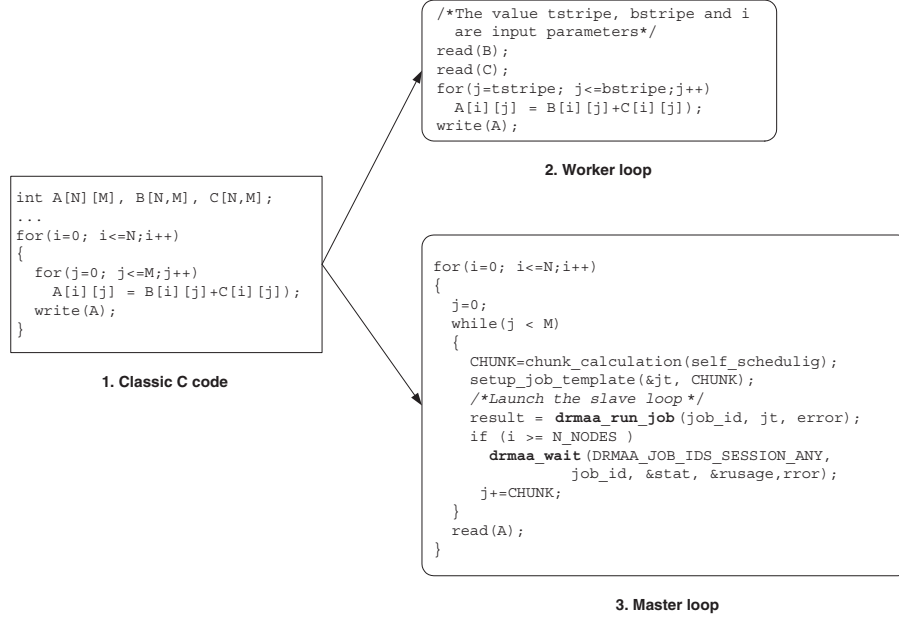 /*The value tstripe, bstripe and i
are input parameters*/
read(B);
read(C);
for(j=tstripe; j<=bstripe;j++)
A[i][j] = B[i][j]+C[i][j]);
write(A);
2. Worker loop
int A[N][M], B[N,M], C[N,M];
...
for(i=0; i<=N;i++)
{
for(j=0; j<=M;j++)
A[i][j] = B[i][j]+C[i][j]);
write(A);
}
1. Classic C code
for(i=0; i<=N;i++)
{
j=0;
while(j < M)
{
CHUNK=chunk_calculation(self_schedulig);
setup_job_template(&jt, CHUNK);
/*Launch the slave loop */
result = drmaa_run_job(job_id, jt, error);
if (i >= N_NODES )
drmaa_wait(DRMAA_JOB_IDS_SESSION_ANY,
job_id, &stat, &rusage,rror);
j+=CHUNK;
}
read(A);
}
3. Master loop